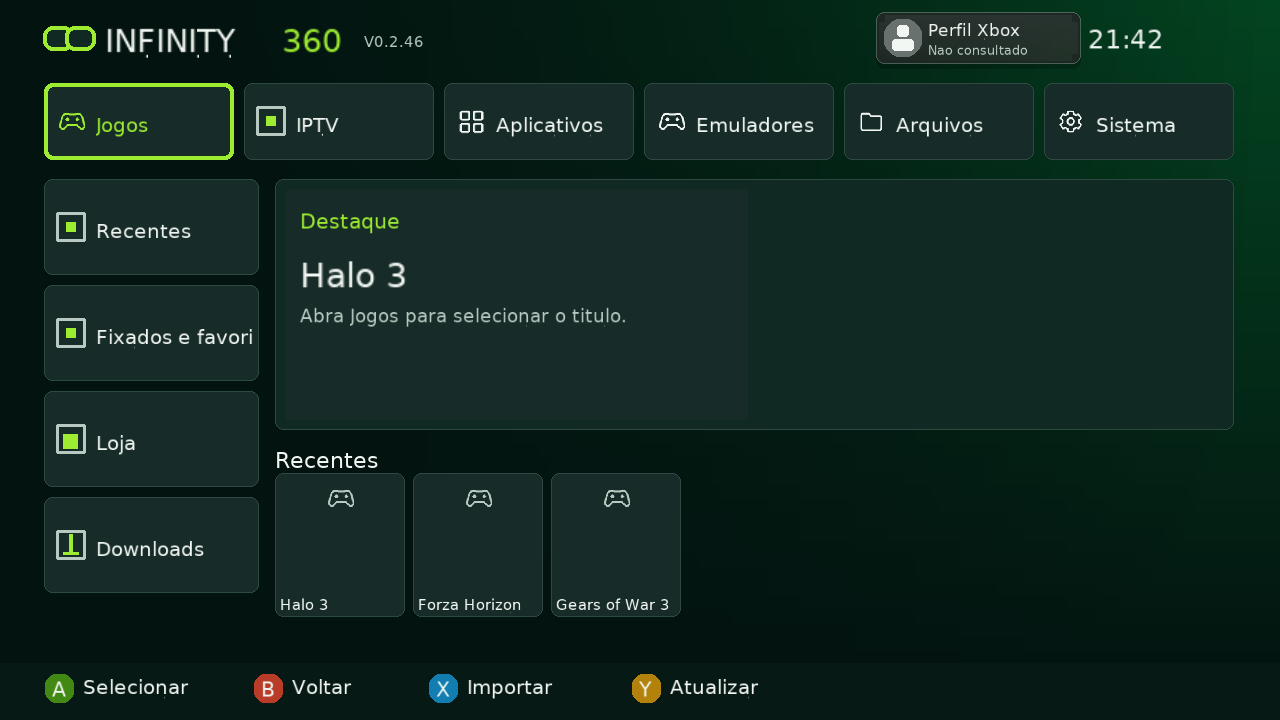 INFINITY 360 V0.2.46
Perfil Xbox
Nao consultado
21:42
Jogos
IPTV
Aplicativos
Emuladores
Arquivos
Sistema
Recentes
Fixados e favori
Loja
Downloads
Destaque
Halo 3
Abra Jogos para selecionar o titulo.
Recentes
Halo 3
Forza Horizon
Gears of War 3
A Selecionar
B Voltar
X Importar
Y Atualizar